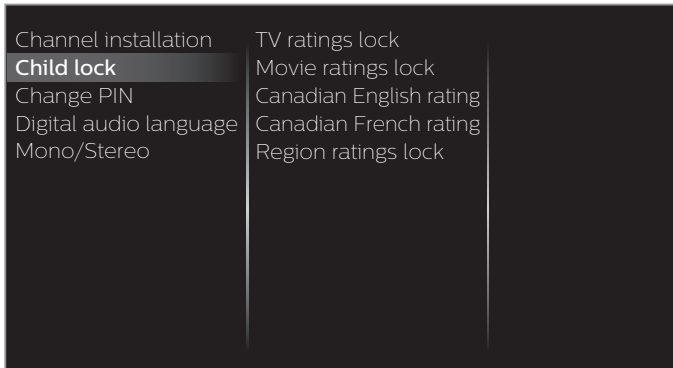 Channel installation
Child lock
Change PIN
Digital audio language
Mono/Stereo
TV ratings lock
Movie ratings lock
Canadian English rating
Canadian French rating
Region ratings lock